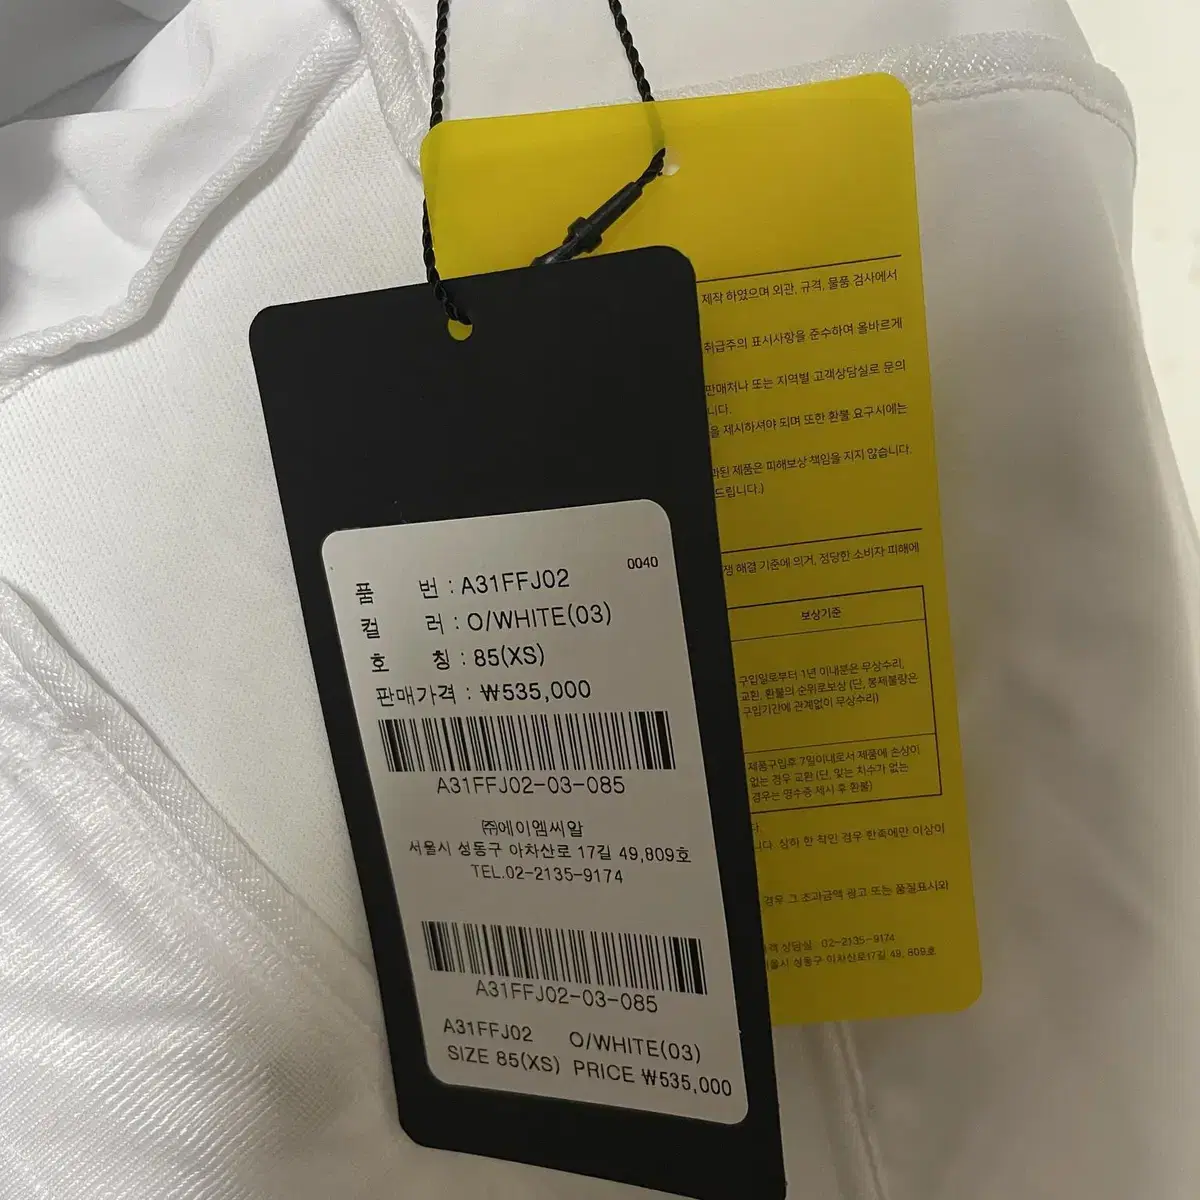 0040
품 번 : A31FFJ02
컬 러 : O/WHITE(03)
호 칭 : 85(XS)
판매가격 : ₩535,000
A31FFJ02-03-085
㈜에이엠씨알
서울시 성동구 아차산로 17길 49,809호
TEL.02-2135-9174
A31FFJ02-03-085
A31FFJ02 O/WHITE(03)
SIZE 85(XS) PRICE ₩535,000
제작 하였으며 외관, 규격, 물품 검사에서
취급주의 표시사항을 준수하여 올바르게
판매처나 또는 지역별 고객상담실로 문의
니다.
을 제시하셔야 되며 또한 환불 요구시에는
과된 제품은 피해보상 책임을 지지 않습니다.
드립니다.)
쟁 해결 기준에 의거, 정당한 소비자 피해에
보상기준
구입일로부터 1년 이내분은 무상수리,
교환, 환불의 순위로보상 (단, 봉제불량은
구입기간에 관계없이 무상수리)
제품구입후 7일이내로서 제품에 손상이
없는 경우 교환 (단, 맞는 치수가 없는
경우는 영수증 제시 후 환불)
다.
니다. 상하 한 착인 경우 한쪽에만 이상이
경우 그 초과금액 광고 또는 품질표시와
객 상담실 02-2135-9174
울시 성동구 아차산로17길 49, 809호